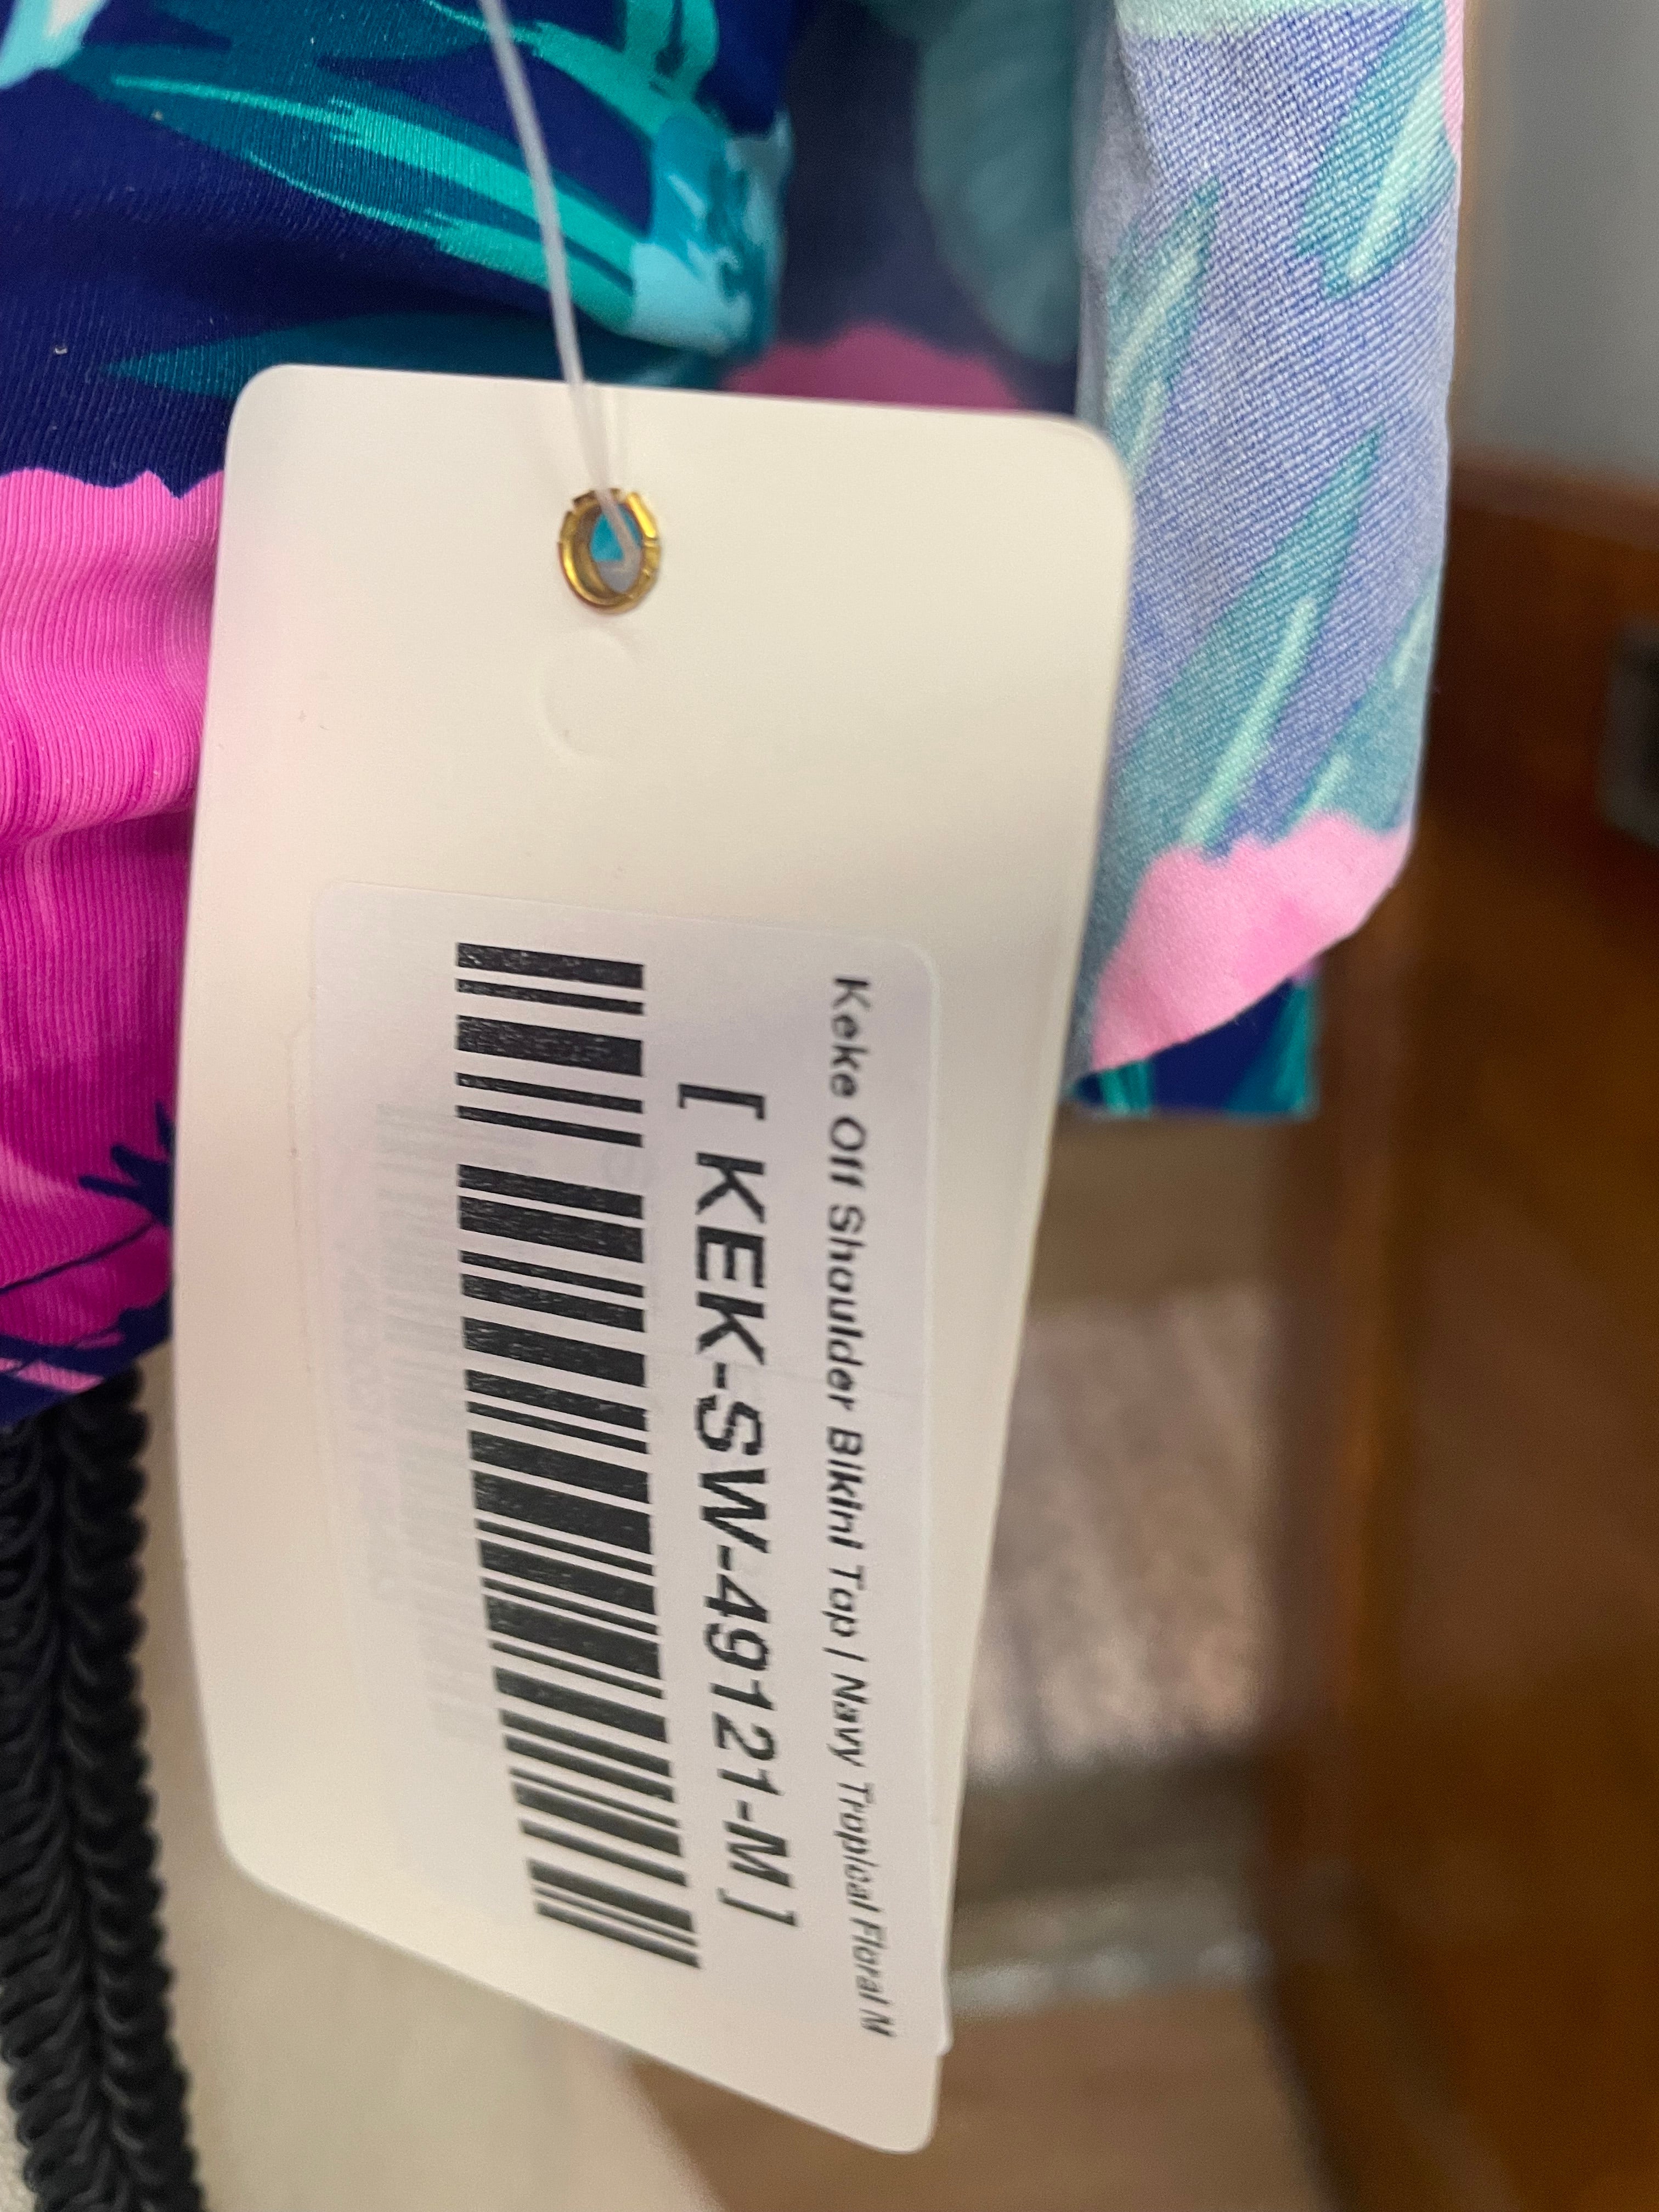 Keke Off Shoulder Bikini Top / Navy Tropical Floral M
[ KEK-SW-49121-M ]